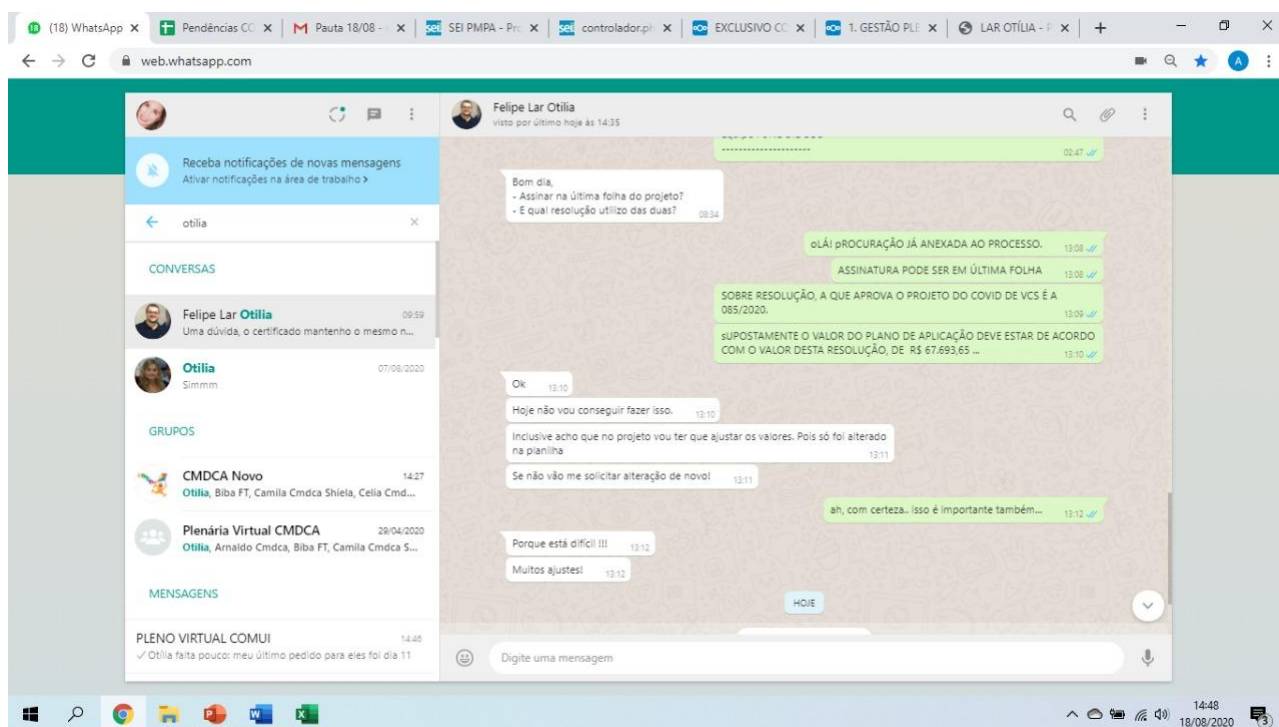 (18) WhatsApp
Pendências CO
Pauta 18/08 -
SEI PMPA - Pro
controlador.ph
EXCLUSIVO CO
1. GESTÃO PLE
LAR OTÍLIA - P
web.whatsapp.com
A
Receba notificações de novas mensagens
Ativar notificações na área de trabalho >
otilia
CONVERSAS
Felipe Lar Otilia 09:59
Uma dúvida, o certificado mantenho o mesmo n...
Otilia 07/08/2020
Simmm
GRUPOS
CMDCA Novo 14:27
Otilia, Biba FT, Camila Cmdca Shiela, Celia Cmd...
Plenária Virtual CMDCA 29/04/2020
Otilia, Arnaldo Cmdca, Biba FT, Camila Cmdca S...
MENSAGENS
PLENO VIRTUAL COMUI 14:46
Otília falta pouco: meu último pedido para eles foi dia 11
Felipe Lar Otilia
visto por último hoje às 14:35
--------------------- 02:47
Bom dia,
- Assinar na última folha do projeto?
- E qual resolução utilizo das duas? 08:34
oLÁ! pROCURAÇÃO JÁ ANEXADA AO PROCESSO. 13:08
ASSINATURA PODE SER EM ÚLTIMA FOLHA 13:08
SOBRE RESOLUÇÃO, A QUE APROVA O PROJETO DO COVID DE VCS É A
085/2020. 13:09
sUPOSTAMENTE O VALOR DO PLANO DE APLICAÇÃO DEVE ESTAR DE ACORDO
COM O VALOR DESTA RESOLUÇÃO, DE R$ 67.693,65 ... 13:10
Ok 13:10
Hoje não vou conseguir fazer isso. 13:10
Inclusive acho que no projeto vou ter que ajustar os valores. Pois só foi alterado
na planilha 13:11
Se não vão me solicitar alteração de novo! 13:11
ah, com certeza.. isso é importante também... 13:12
Porque está difícil !!! 13:12
Muitos ajustes! 13:12
HOJE
Digite uma mensagem
14:48
18/08/2020